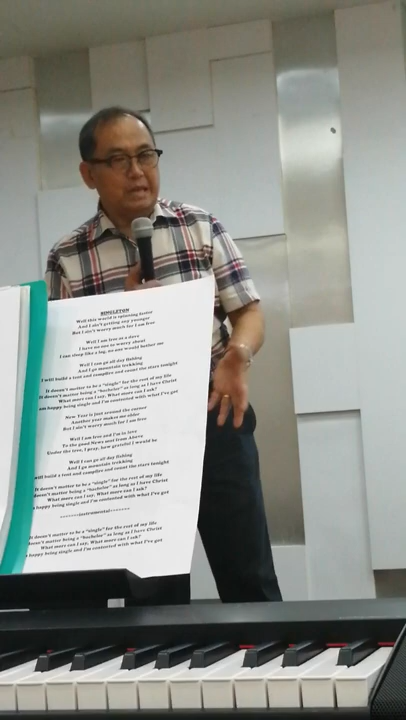 SINGLETON
Well this world is spinning faster
And I ain't getting any younger
But I ain't worry much for I am free
Well I am free as a dove
I have no one to worry about
I can sleep like a log, no one would bother me
Well I can go all day fishing
And I go mountain trekking
I will build a tent and campfire and count the stars tonight
It doesn't matter to be a "single" for the rest of my life
It doesn't matter being a "bachelor" as long as I have Christ
What more can I say, What more can I ask?
am happy being single and I'm contented with what I've got
New Year is just around the corner
Another year makes me older
But I ain't worry much for I am free
Well I am free and I'm in love
To the good News sent from Above
Under the tree, I pray, how grateful I would be
Well I can go all day fishing
And I go mountain trekking
will build a tent and campfire and count the stars tonight
doesn't matter to be a "single" for the rest of my life
doesn't matter being a "bachelor" as long as I have Christ
What more can I say, What more can I ask?
happy being single and I'm contented with what I've got
-------instrumental-------
It doesn't matter to be a "single" for the rest of my life
doesn't matter being a "bachelor" as long as I have Christ
What more can I say, What more can I ask?
happy being single and I'm contented with what I've got